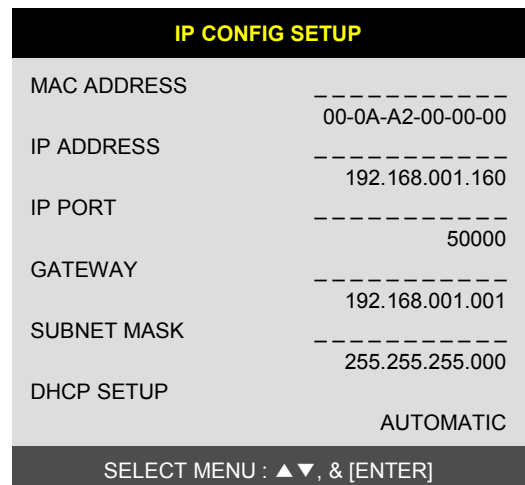 IP CONFIG SETUP
MAC ADDRESS
_ _ _ _ _ _ _ _ _ _ _
00-0A-A2-00-00-00
IP ADDRESS
_ _ _ _ _ _ _ _ _ _ _
192.168.001.160
IP PORT
_ _ _ _ _ _ _ _ _ _ _
50000
GATEWAY
_ _ _ _ _ _ _ _ _ _ _
192.168.001.001
SUBNET MASK
_ _ _ _ _ _ _ _ _ _ _
255.255.255.000
DHCP SETUP
AUTOMATIC
SELECT MENU : ▲▼, & [ENTER]